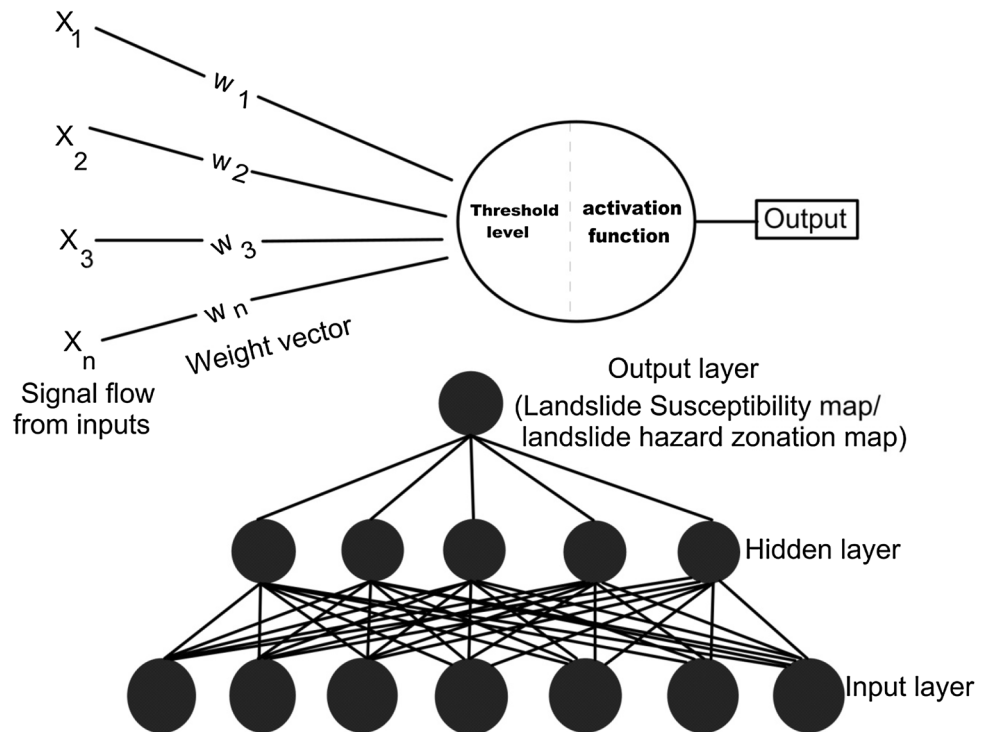 X1
w1
X2
w2
X3
w3
Xn
wn
Threshold
level
activation
function
Output
Weight vector
Signal flow
from inputs
Output layer
(Landslide Susceptibility map/
landslide hazard zonation map)
Hidden layer
Input layer